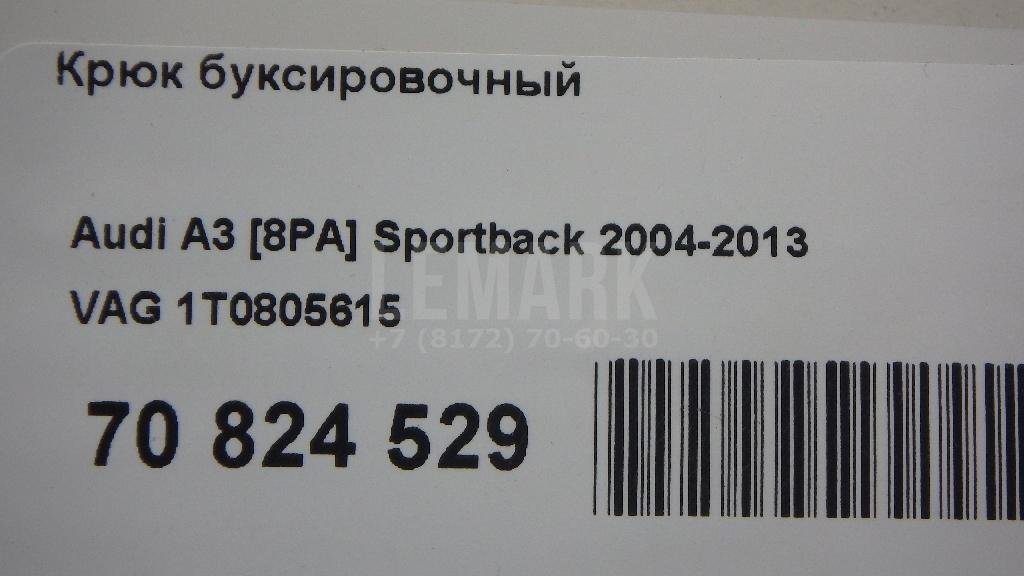 Крюк буксировочный
Audi A3 [8PA] Sportback 2004-2013
LEMARK
VAG 1T0805615
+7 (8172) 70-60-30
70 824 529